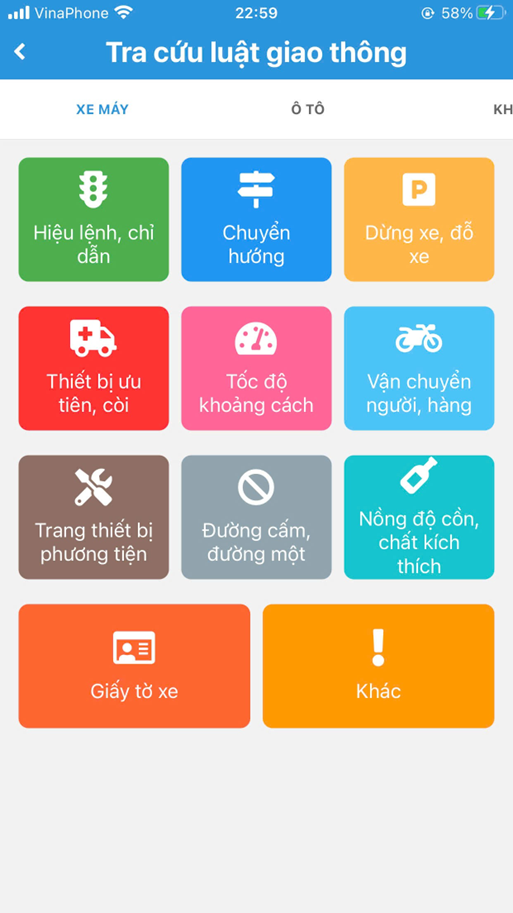 VinaPhone 22:59 58%
Tra cứu luật giao thông
XE MÁY Ô TÔ KH
Hiệu lệnh, chỉ
dẫn
Chuyển
hướng
Dừng xe, đỗ
xe
Thiết bị ưu
tiên, còi
Tốc độ
khoảng cách
Vận chuyển
người, hàng
Trang thiết bị
phương tiện
Đường cấm,
đường một
Nồng độ cồn,
chất kích
thích
Giấy tờ xe
Khác